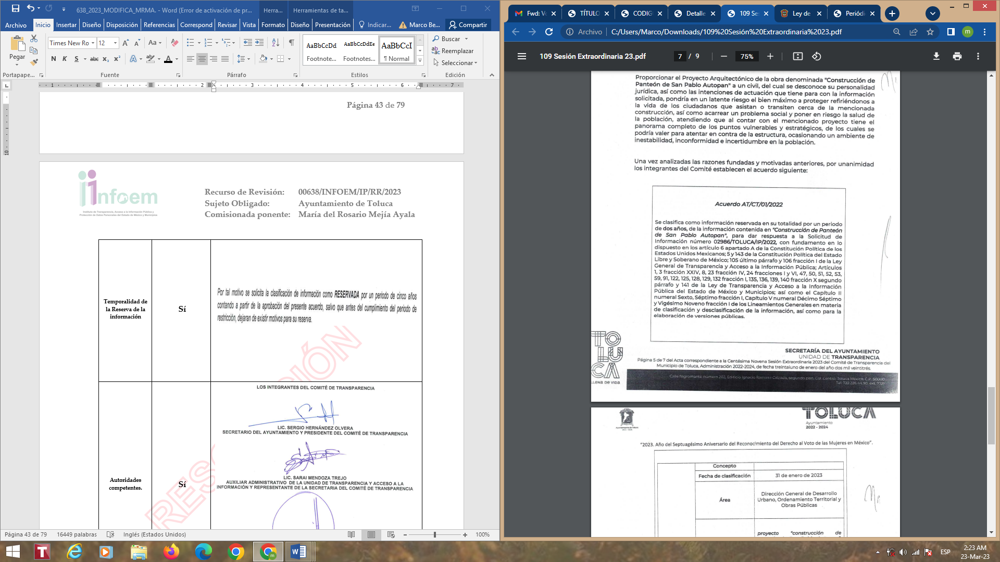 638_2023_MODIFICA_MRMA. - Word (Error de activación de pr...
Herra...
Herramientas de ta...
Archivo
Inicio
Insertar
Diseño
Disposición
Referencias
Correspond
Revisar
Vista
Formato
Diseño
Presentación
Indicar...
Marco Be...
Compartir
Pegar
Times New Ro
12
N K S abc x₂ x²
AaBbCcDd
AaBbCcDdEe
AaBbCcI
Footnote...
Footnotes...
¶ Normal
Buscar
Reemplazar
Seleccionar
Portapape...
Fuente
Párrafo
Estilos
Edición
1 2 3 4 5 6 7
Página 43 de 79
infoem
Instituto de Transparencia, Acceso a la Información Pública y
Protección de Datos Personales del Estado de México y Municipios
Recurso de Revisión: 00638/INFOEM/IP/RR/2023
Sujeto Obligado: Ayuntamiento de Toluca
Comisionada ponente: María del Rosario Mejía Ayala
Temporalidad de
la Reserva de la
información
Sí
Por tal motivo se solicita la clasificación de información como RESERVADA por un periodo de cinco años
contando a partir de la aprobación del presente acuerdo, salvo que antes del cumplimiento del periodo de
restricción, dejaran de existir motivos para su reserva.
Autoridades
competentes.
Sí
LOS INTEGRANTES DEL COMITÉ DE TRANSPARENCIA
LIC. SERGIO HERNÁNDEZ OLVERA
SECRETARIO DEL AYUNTAMIENTO Y PRESIDENTE DEL COMITÉ DE TRANSPARENCIA
LIC. SARAI MENDOZA TREJO
AUXILIAR ADMINISTRATIVO DE LA UNIDAD DE TRANSPARENCIA Y ACCESO A LA
INFORMACIÓN Y REPRESENTANTE DE LA SECRETARIA DEL COMITÉ DE TRANSPARENCIA
Página 43 de 79
16449 palabras
Inglés (Estados Unidos)
100%
Fwd: Vo
TÍTULO
CODIG
Detalle
109 Ses
Ley de
Periódi
Archivo
C:/Users/Marco/Downloads/109%20Sesión%20Extraordinaria%2023.pdf
m
109 Sesión Extraordinaria 23.pdf
7 / 9
75%
Proporcionar el Proyecto Arquitectónico de la obra denominada "Construcción de
Panteón de San Pablo Autopan" a un civil, del cual se desconoce su personalidad
jurídica, así como las intenciones de actuación que tiene para con la información
solicitada, pondría en un latente riesgo el bien máximo a proteger refiriéndonos a
la vida de los ciudadanos que asistan o transiten cerca de la mencionada
construcción, así como acarrear un problema social y poner en riesgo la salud de
la población, atendiendo que al contar con el mencionado proyecto tiene el
panorama completo de los puntos vulnerables y estratégicos, de los cuales se
podría valer para atentar en contra de la estructura, ocasionando un ambiente de
inestabilidad, inconformidad e incertidumbre en la población.
Una vez analizadas las razones fundadas y motivadas anteriores, por unanimidad
los integrantes del Comité establecen el acuerdo siguiente:
Acuerdo AT/CT/01/2022
Se clasifica como información reservada en su totalidad por un periodo
de dos años, de la información contenida en "Construcción de Panteón
de San Pablo Autopan", para dar respuesta a la Solicitud de
Información número 02986/TOLUCA/IP/2022, con fundamento en lo
dispuesto en los artículo 6 apartado A de la Constitución Política de los
Estados Unidos Mexicanos; 5 y 143 de la Constitución Política del Estado
Libre y Soberano de México; 105 último párrafo y 106 fracción I de la Ley
General de Transparencia y Acceso a la Información Pública; Artículos
1, 3 fracción XXIV, 8, 23 fracción IV, 24 fracciones I y VI, 47, 50, 51, 52, 53,
59, 91, 122, 125, 128, 129, 132 fracción I, 135, 136, 139, 140 fracción X segundo
párrafo y 141 de la Ley de Transparencia y Acceso a la Información
Pública del Estado de México y Municipios; así como el Capítulo II
numeral Sexto, Séptimo fracción I, Capítulo V numeral Décimo Séptimo
y Vigésimo Noveno fracción I de los Lineamientos Generales en materia
de clasificación y desclasificación de la información, así como para la
elaboración de versiones públicas.
TOLUCA
LLENA DE VIDA
SECRETARÍA DEL AYUNTAMIENTO
UNIDAD DE TRANSPARENCIA
Página 5 de 7 del Acta correspondiente a la Centésima Novena Sesión Extraordinaria 2023 del Comité de Transparencia del
Municipio de Toluca, Administración 2022-2024, de fecha treintaiuno de enero del año dos mil veintitrés.
Calle Nigromante número 202, Edificio Ignacio Ramírez Calzada, segundo piso, Col. Centro, Toluca México. C.P. 50000
Tel. 722.226.44.90. ext. 7321
TOLUCA
Ayuntamiento
2022 - 2024
"2023. Año del Septuagésimo Aniversario del Reconocimiento del Derecho al Voto de las Mujeres en México".
Concepto
Fecha de clasificación
31 de enero de 2023
Área
Dirección General de Desarrollo
Urbano, Ordenamiento Territorial y
Obras Públicas
proyecto "construcción de
ESP
2:23 AM
23-Mar-23